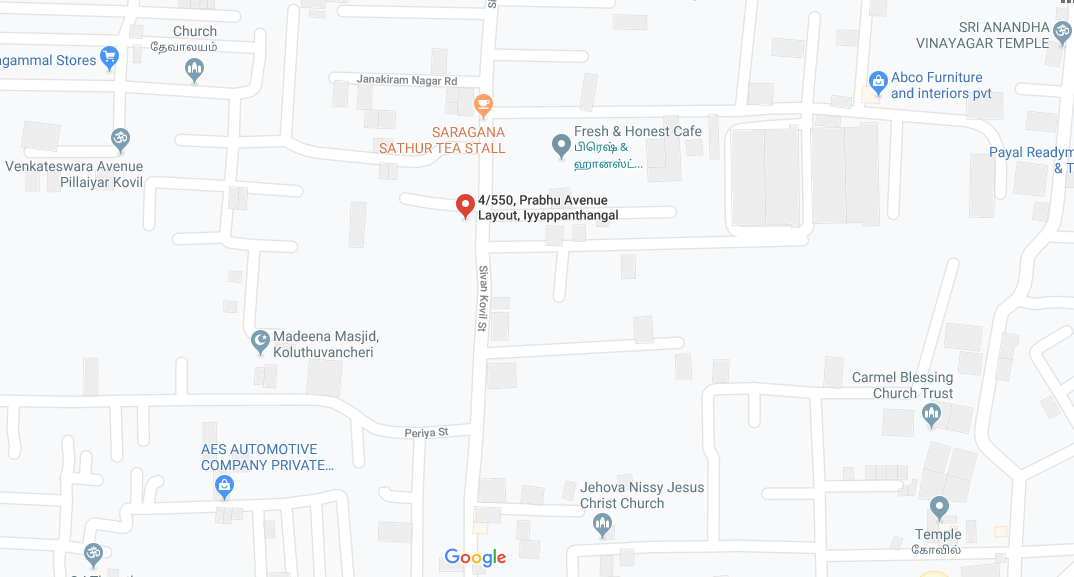 St
Church
தேவாலயம்
ngammal Stores
SRI ANANDHA
VINAYAGAR TEMPLE
Janakiram Nagar Rd
Abco Furniture
and interiors pvt
SARAGANA
SATHUR TEA STALL
Fresh & Honest Cafe
பிரெஷ் &
ஹானஸ்ட்...
Venkateswara Avenue
Pillaiyar Kovil
Payal Readym
& T
4/550, Prabhu Avenue
Layout, Iyyappanthangal
Sivan Kovil St
Madeena Masjid,
Koluthuvancheri
Carmel Blessing
Church Trust
Periya St
AES AUTOMOTIVE
COMPANY PRIVATE...
Jehova Nissy Jesus
Christ Church
Temple
கோவில்
Google